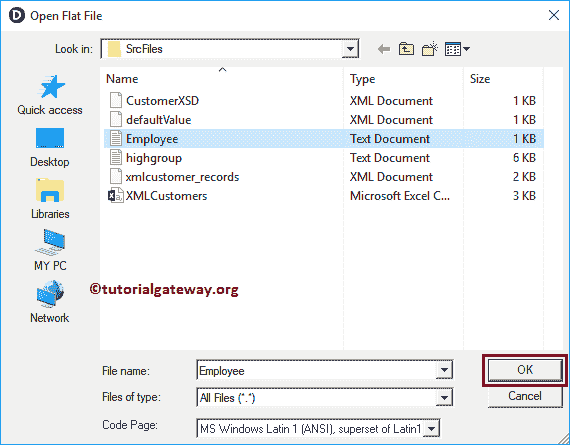 D Open Flat File
Look in: SrcFiles
Name Type Size
CustomerXSD XML Document 1 KB
defaultValue XML Document 1 KB
Employee Text Document 1 KB
highgroup Text Document 6 KB
xmlcustomer_records XML Document 2 KB
XMLCustomers Microsoft Excel C... 3 KB
Quick access
Desktop
Libraries
MY PC
Network
©tutorialgateway.org
File name: Employee OK
Files of type: All Files (*.*) Cancel
Code Page: MS Windows Latin 1 (ANSI), superset of Latin1